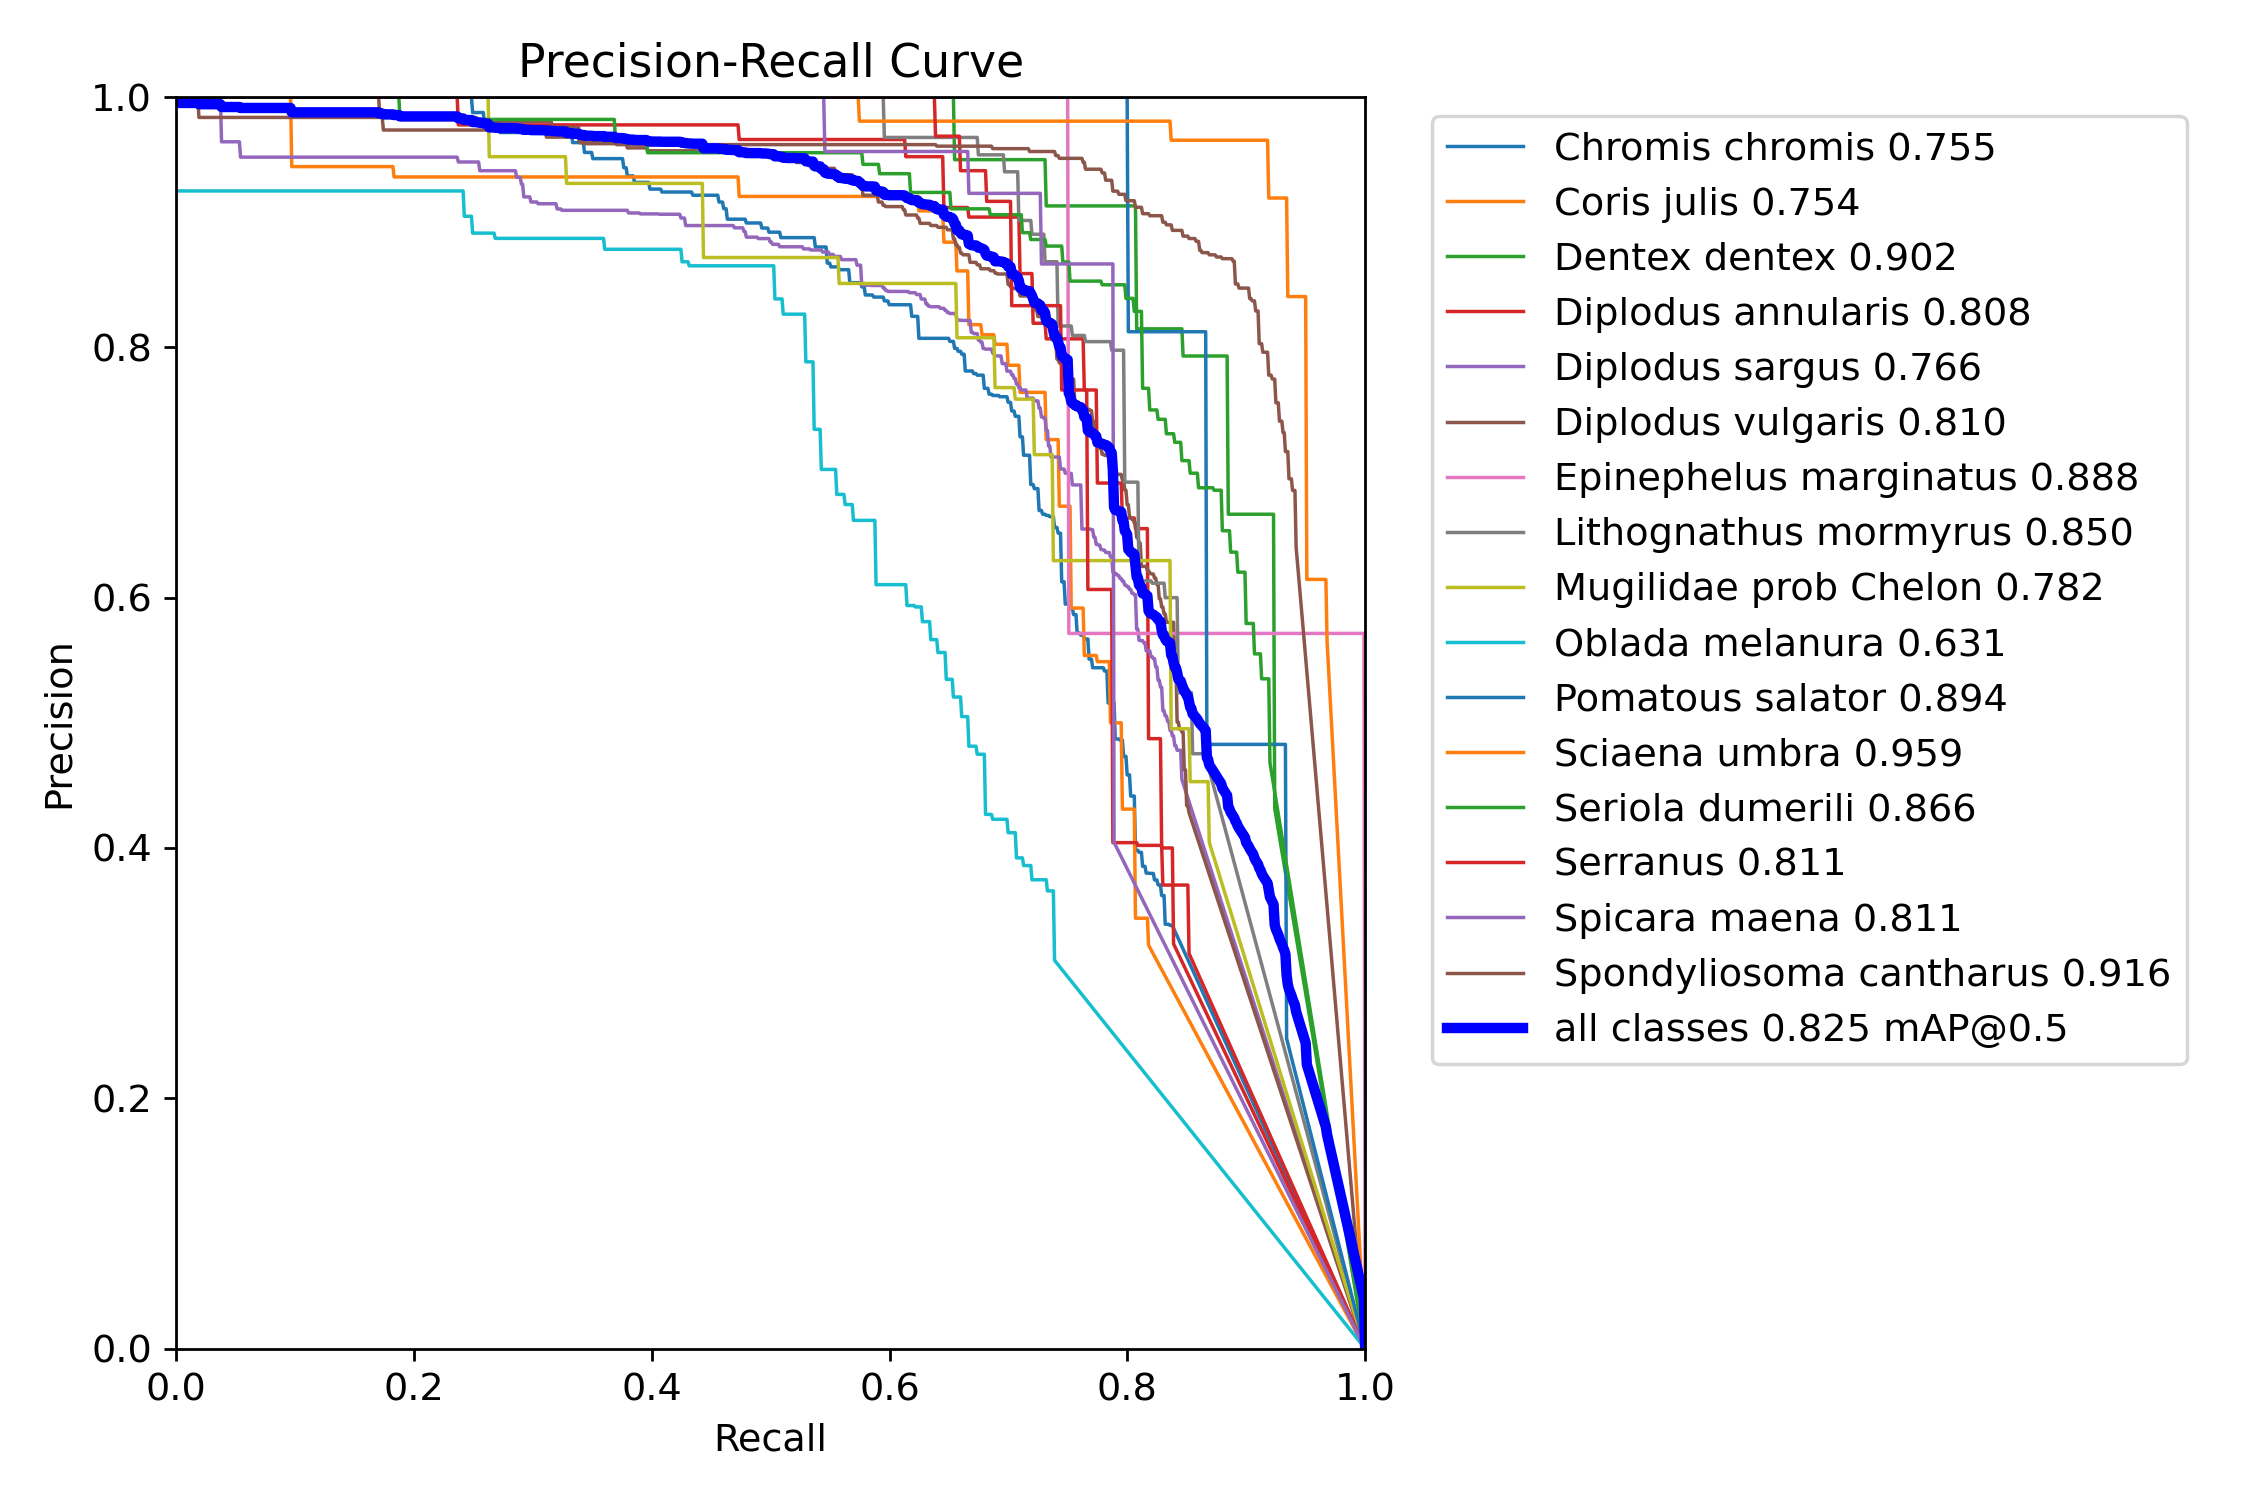 Precision-Recall Curve
1.0
0.8
0.6
0.4
0.2
0.0
Precision
0.0 0.2 0.4 0.6 0.8 1.0
Recall
Chromis chromis 0.755
Coris julis 0.754
Dentex dentex 0.902
Diplodus annularis 0.808
Diplodus sargus 0.766
Diplodus vulgaris 0.810
Epinephelus marginatus 0.888
Lithognathus mormyrus 0.850
Mugilidae prob Chelon 0.782
Oblada melanura 0.631
Pomatous salator 0.894
Sciaena umbra 0.959
Seriola dumerili 0.866
Serranus 0.811
Spicara maena 0.811
Spondyliosoma cantharus 0.916
all classes 0.825 mAP@0.5